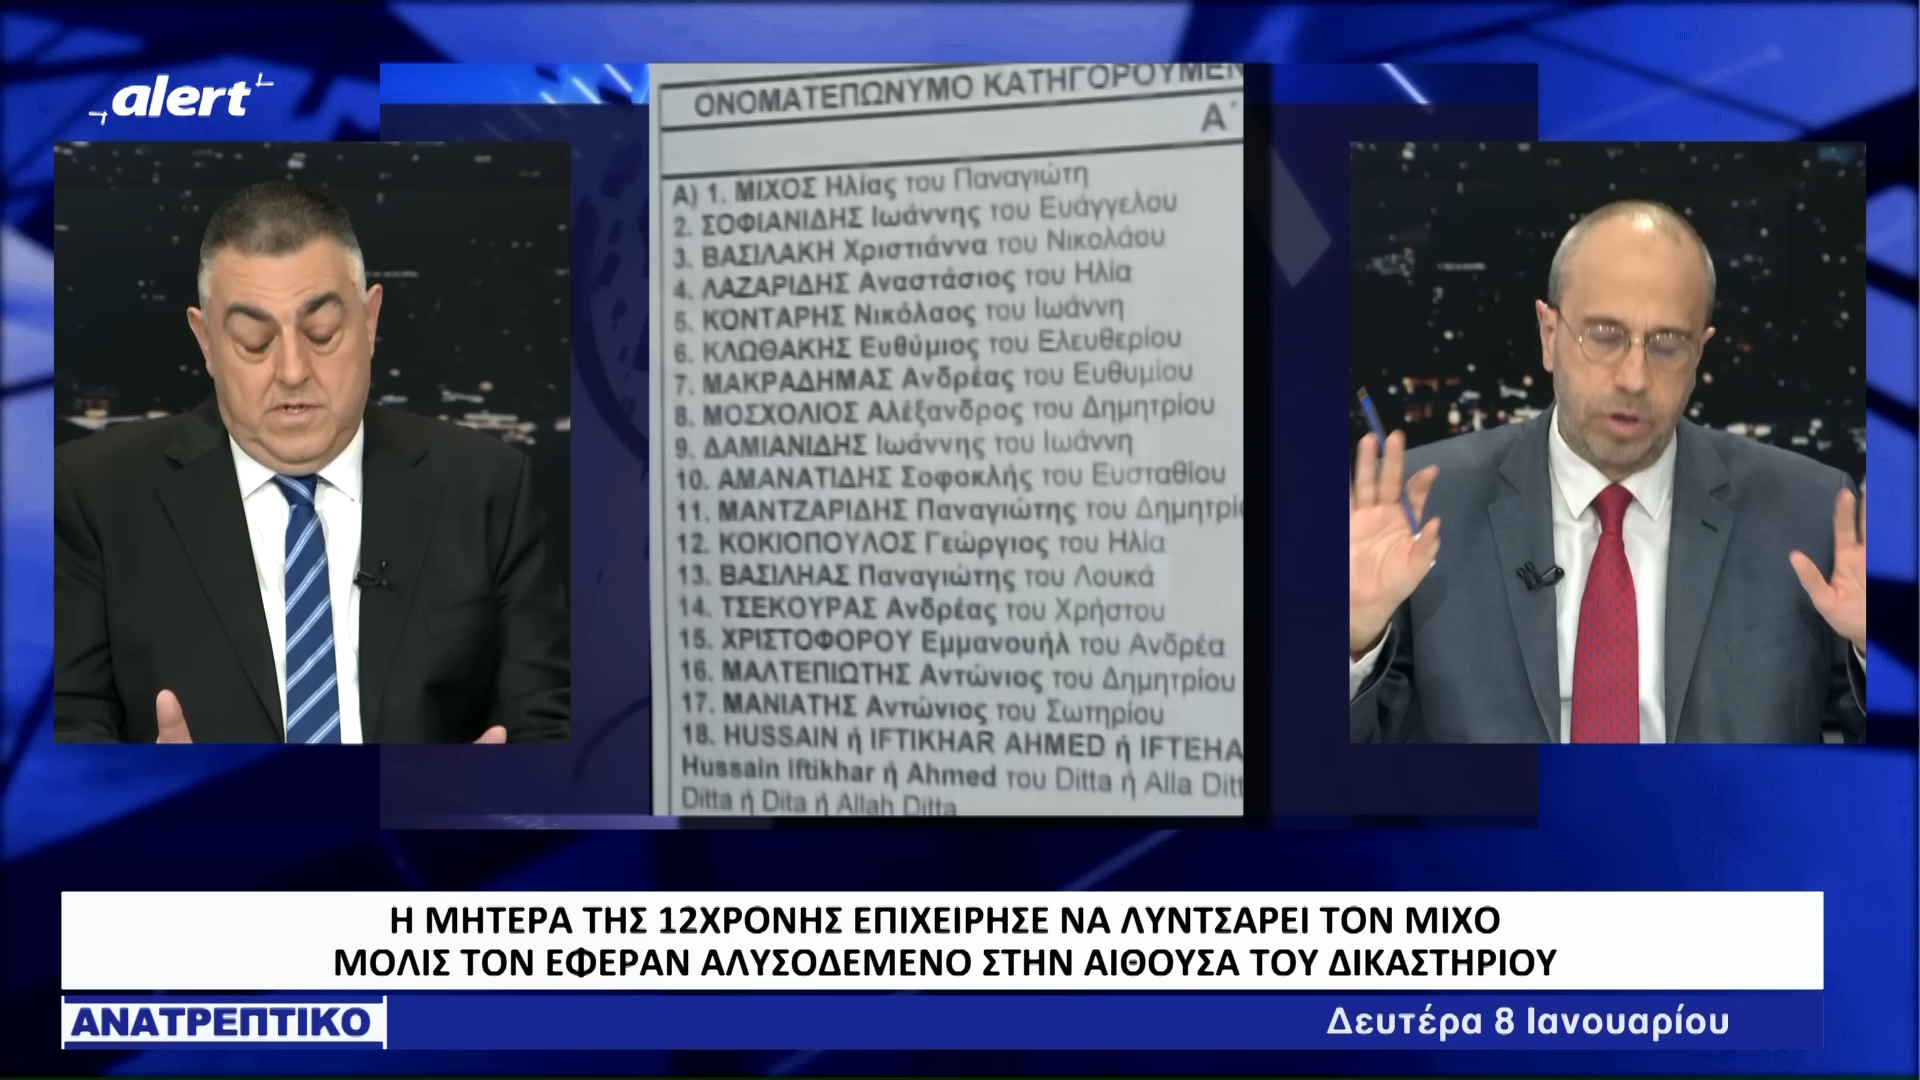 alert
ΟΝΟΜΑΤΕΠΩΝΥΜΟ ΚΑΤΗΓΟΡΟΥΜΕΝ
Α΄
Α) 1. ΜΙΧΟΣ Ηλίας του Παναγιώτη
2. ΣΟΦΙΑΝΙΔΗΣ Ιωάννης του Ευάγγελου
3. ΒΑΣΙΛΑΚΗ Χριστιάννα του Νικολάου
4. ΛΑΖΑΡΙΔΗΣ Αναστάσιος του Ηλία
5. ΚΟΝΤΑΡΗΣ Νικόλαος του Ιωάννη
6. ΚΛΩΘΑΚΗΣ Ευθύμιος του Ελευθερίου
7. ΜΑΚΡΑΔΗΜΑΣ Ανδρέας του Ευθυμίου
8. ΜΟΣΧΟΛΙΟΣ Αλέξανδρος του Δημητρίου
9. ΔΑΜΙΑΝΙΔΗΣ Ιωάννης του Ιωάννη
10. ΑΜΑΝΑΤΙΔΗΣ Σοφοκλής του Ευσταθίου
11. ΜΑΝΤΖΑΡΙΔΗΣ Παναγιώτης του Δημητρίο
12. ΚΟΚΙΟΠΟΥΛΟΣ Γεώργιος του Ηλία
13. ΒΑΣΙΛΗΑΣ Παναγιώτης του Λουκά
14. ΤΣΕΚΟΥΡΑΣ Ανδρέας του Χρήστου
15. ΧΡΙΣΤΟΦΟΡΟΥ Εμμανουήλ του Ανδρέα
16. ΜΑΛΤΕΠΙΩΤΗΣ Αντώνιος του Δημητρίου
17. ΜΑΝΙΑΤΗΣ Αντώνιος του Σωτηρίου
18. HUSSAIN ή IFTIKHAR AHMED ή IFTEHA
Hussain Iftikhar ή Ahmed του Ditta ή Alla Ditt
Ditta ή Dita ή Allah Ditta
Η ΜΗΤΕΡΑ ΤΗΣ 12ΧΡΟΝΗΣ ΕΠΙΧΕΙΡΗΣΕ ΝΑ ΛΥΝΤΣΑΡΕΙ ΤΟΝ ΜΙΧΟ
ΜΟΛΙΣ ΤΟΝ ΕΦΕΡΑΝ ΑΛΥΣΟΔΕΜΕΝΟ ΣΤΗΝ ΑΙΘΟΥΣΑ ΤΟΥ ΔΙΚΑΣΤΗΡΙΟΥ
ΑΝΑΤΡΕΠΤΙΚΟ
Δευτέρα 8 Ιανουαρίου